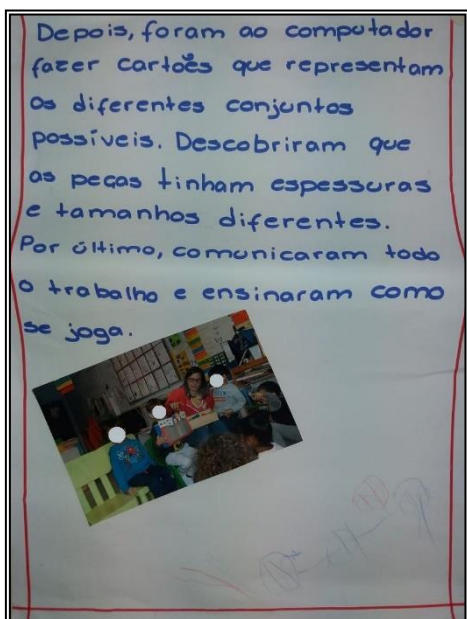 Depois, foram ao computador
fazer cartões que representam
os diferentes conjuntos
possíveis. Descobriram que
as peças tinham espessuras
e tamanhos diferentes.
Por último, comunicaram todo
o trabalho e ensinaram como
se joga.